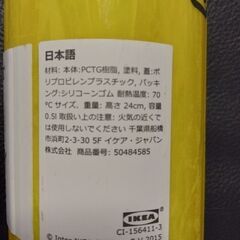 日本語
材料: 本体:PCTG樹脂, 塗料, 蓋:ポ
リプロピレンプラスチック, パッキ
ング:シリコーンゴム 耐熱温度: 70
°Cサイズ, 重量: 高さ 24cm, 容量
0.5l 取扱い上の注意: 火気の近くで
は使用しないでください 千葉県船橋
市浜町2-3-30 5F イケア・ジャパン
株式会社 商品番号: 50484585
IKEA
CI-156411-3
© Inter IKEA 2015